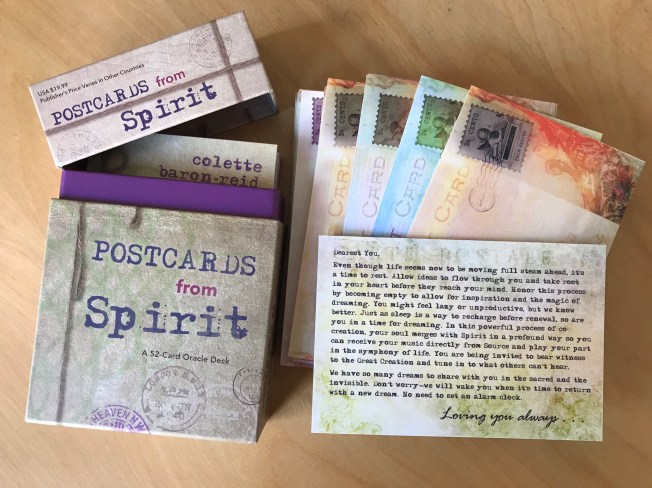 USA $19.99
Publisher's Price Varies in Other Countries
POSTCARDS from
Spirit
colette
baron-reid
POSTCARDS
from
Spirit
A 52-Card Oracle Deck
HEAVEN
CARD
CARD
CARD
CARD
CENTS
CENTS
CENTS
CENTS
Dearest You,
Even though life seems now to be moving full steam ahead, it's
a time to rest. Allow ideas to flow through you and take root
in your heart before they reach your mind. Honor this process
by becoming empty to allow for inspiration and the magic of
dreaming. You might feel lazy or unproductive, but we know
better. Just as sleep is a way to recharge before renewal, so are
you in a time for dreaming. In this powerful process of co-
creation, your soul merges with Spirit in a profound way so you
can receive your music directly from Source and play your part
in the symphony of life. You are being invited to bear witness
to the Great Creation and tune in to what others can't hear.
We have so many dreams to share with you in the sacred and the
invisible. Don't worry—we will wake you when it's time to return
with a new dream. No need to set an alarm clock.
Loving you always . . . .